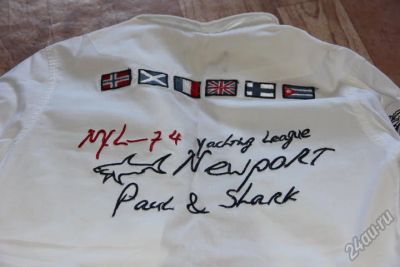 NYL-74 Yachting League
Newport
Paul & Shark
24au.ru